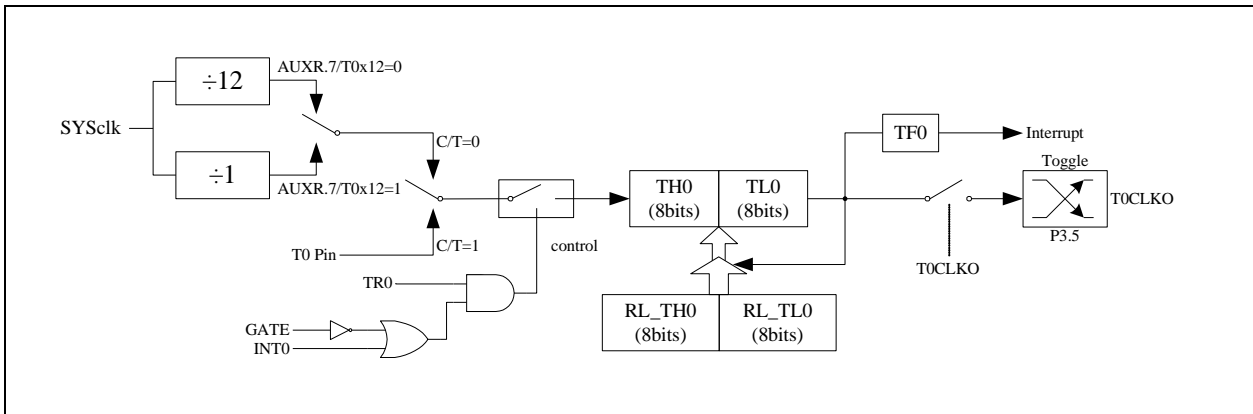 ÷12
AUXR.7/T0x12=0
SYSclk
÷1
AUXR.7/T0x12=1
C/T=0
C/T=1
T0 Pin
control
TR0
GATE
INT0
TH0
(8bits)
TL0
(8bits)
RL_TH0
(8bits)
RL_TL0
(8bits)
TF0
Interrupt
Toggle
T0CLKO
P3.5
T0CLKO